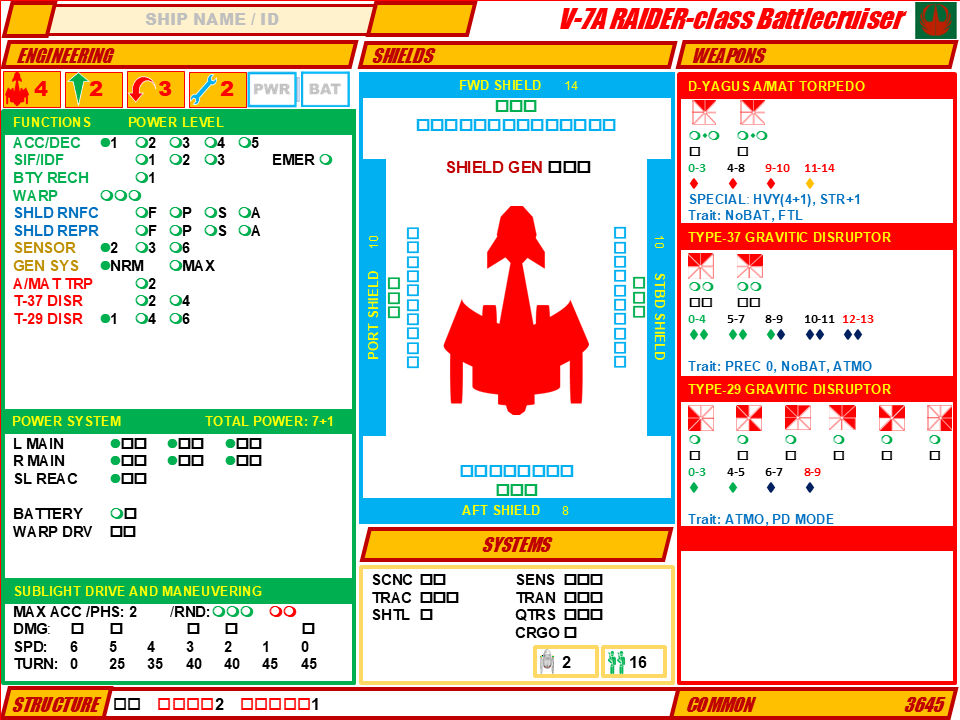 SHIP NAME / ID
V-7A RAIDER-class Battlecruiser
ENGINEERING
4 2 3 2 PWR BAT
FUNCTIONS POWER LEVEL
ACC/DEC 1 2 3 4 5
SIF/IDF 1 2 3 EMER
BTY RECH 1
WARP
SHLD RNFC F P S A
SHLD REPR F P S A
SENSOR 2 3 6
GEN SYS NRM MAX
A/MAT TRP 2
T-37 DISR 2 4
T-29 DISR 1 4 6
POWER SYSTEM TOTAL POWER: 7+1
L MAIN
R MAIN
SL REAC
BATTERY
WARP DRV
SUBLIGHT DRIVE AND MANEUVERING
MAX ACC /PHS: 2 /RND:
DMG:
SPD: 6 5 4 3 2 1 0
TURN: 0 25 35 40 40 45 45
SHIELDS
FWD SHIELD 14
SHIELD GEN
PORT SHIELD 10
STBD SHIELD 10
AFT SHIELD 8
SYSTEMS
SCNC SENS
TRAC TRAN
SHTL QTRS
CRGO
2 16
WEAPONS
D-YAGUS A/MAT TORPEDO
0-3 4-8 9-10 11-14
SPECIAL: HVY(4+1), STR+1
Trait: NoBAT, FTL
TYPE-37 GRAVITIC DISRUPTOR
0-4 5-7 8-9 10-11 12-13
Trait: PREC 0, NoBAT, ATMO
TYPE-29 GRAVITIC DISRUPTOR
0-3 4-5 6-7 8-9
Trait: ATMO, PD MODE
STRUCTURE 2 1
COMMON 3645